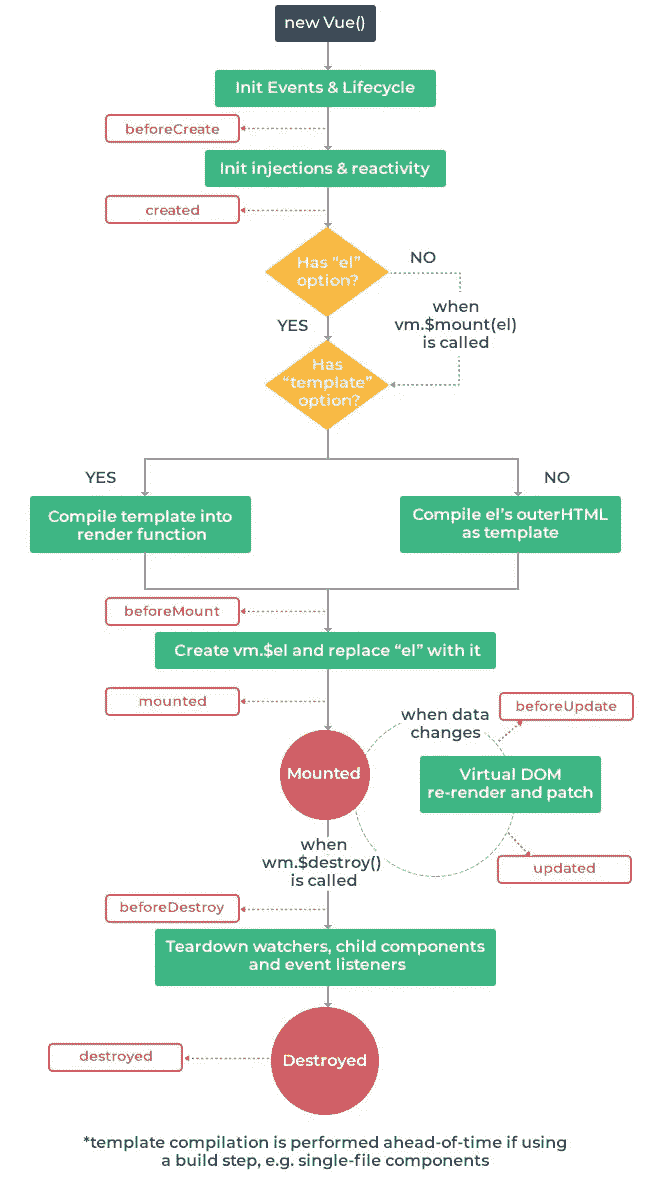 new Vue()
Init Events & Lifecycle
beforeCreate
Init injections & reactivity
created
Has “el”
option?
NO
when
vm.$mount(el)
is called
YES
Has
“template”
option?
YES
NO
Compile template into
render function
Compile el’s outerHTML
as template
beforeMount
Create vm.$el and replace “el” with it
mounted
when data
changes
beforeUpdate
Mounted
Virtual DOM
re-render and patch
when
wm.$destroy()
is called
updated
beforeDestroy
Teardown watchers, child components
and event listeners
destroyed
Destroyed
*template compilation is performed ahead-of-time if using
a build step, e.g. single-file components